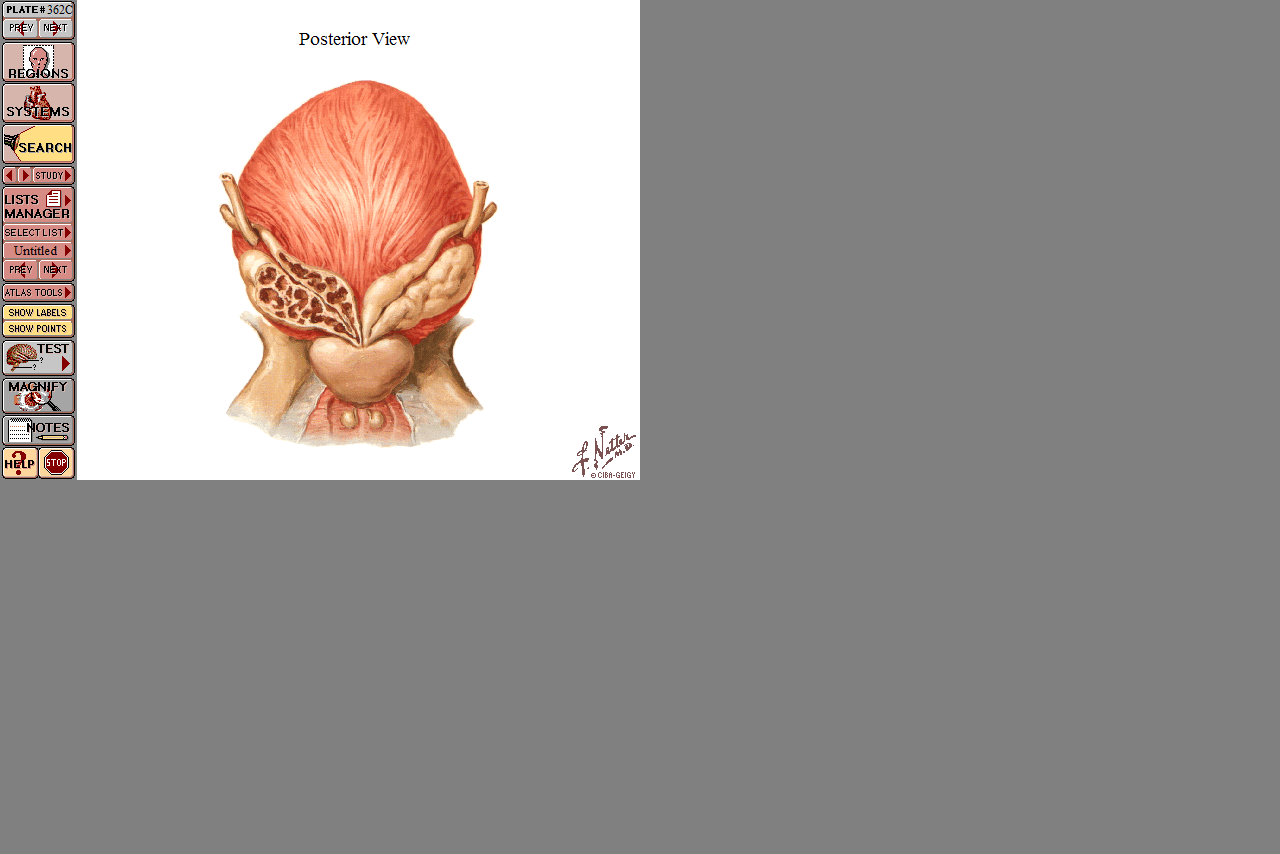 PLATE# 362C
PREV NEXT
REGIONS
SYSTEMS
SEARCH
STUDY
LISTS
MANAGER
SELECT LIST
Untitled
PREV NEXT
ATLAS TOOLS
SHOW LABELS
SHOW POINTS
TEST
? ?
MAGNIFY
NOTES
? HELP STOP
Posterior View
F. Netter
M.D.
© CIBA-GEIGY